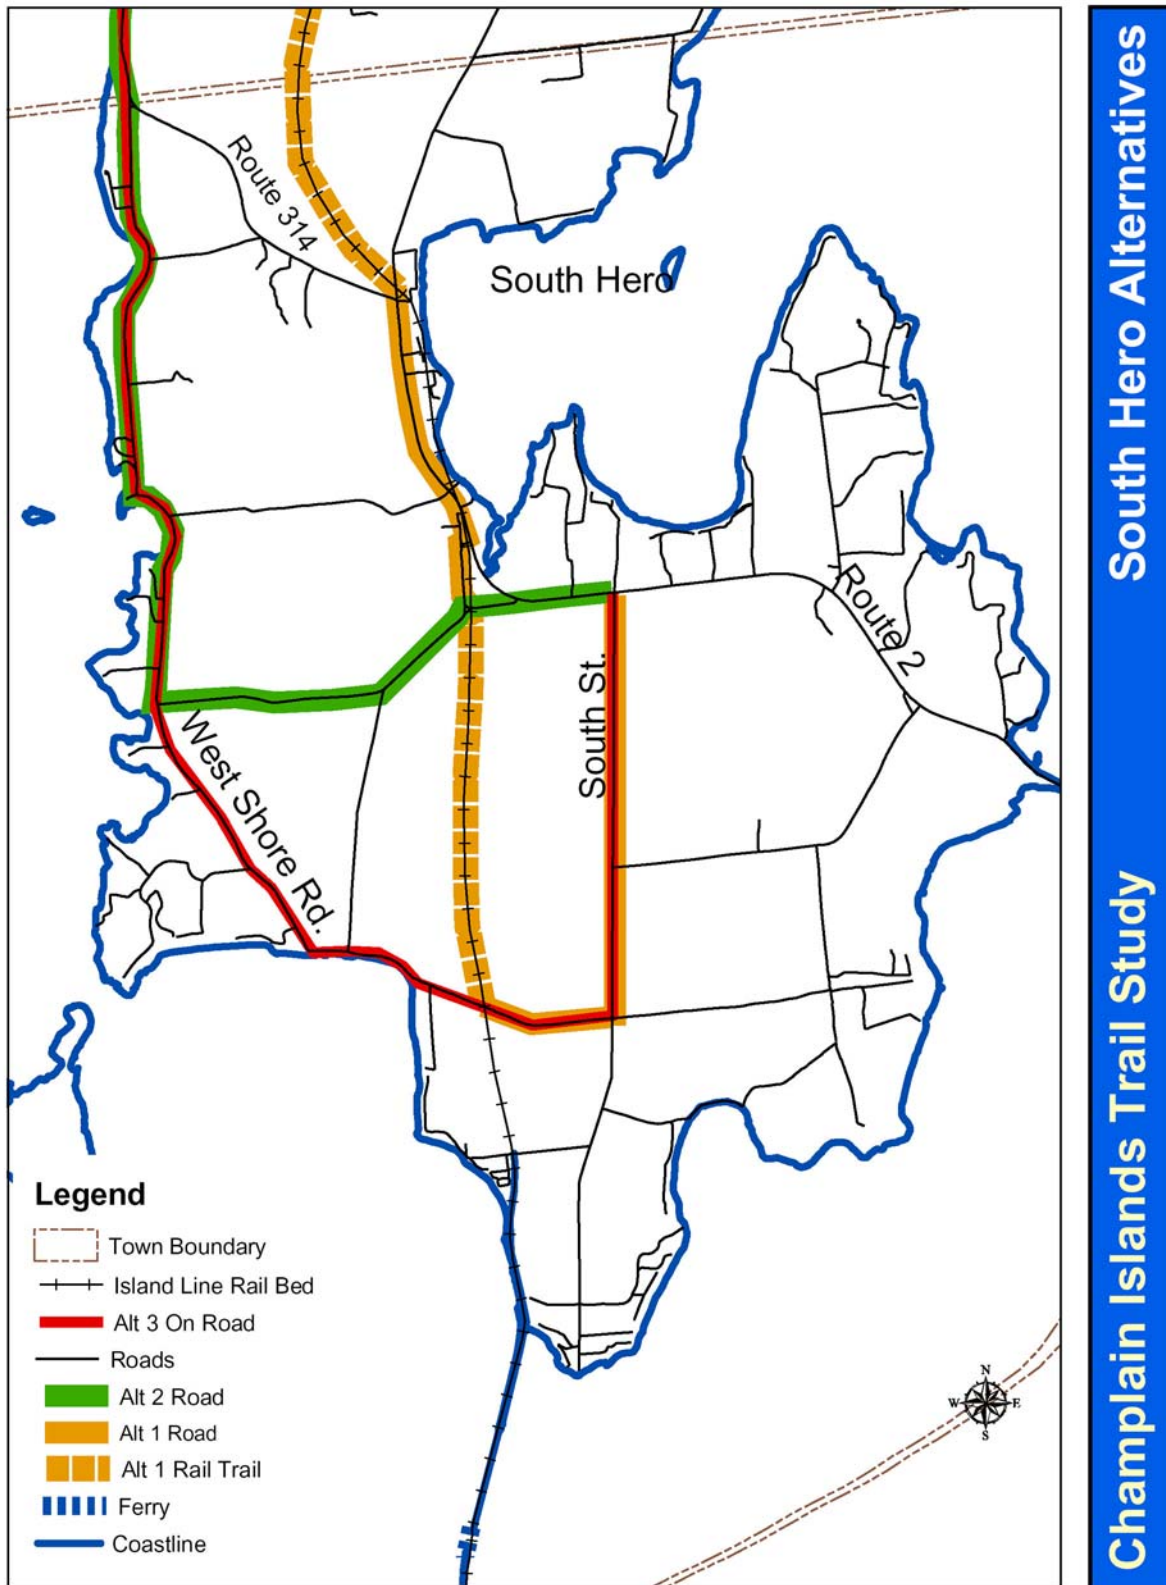 Route 314
South Hero
Route 2
South St.
West Shore Rd.
Legend
Town Boundary
Island Line Rail Bed
Alt 3 On Road
Roads
Alt 2 Road
Alt 1 Road
Alt 1 Rail Trail
Ferry
Coastline
N
W
E
S
Champlain Islands Trail Study South Hero Alternatives